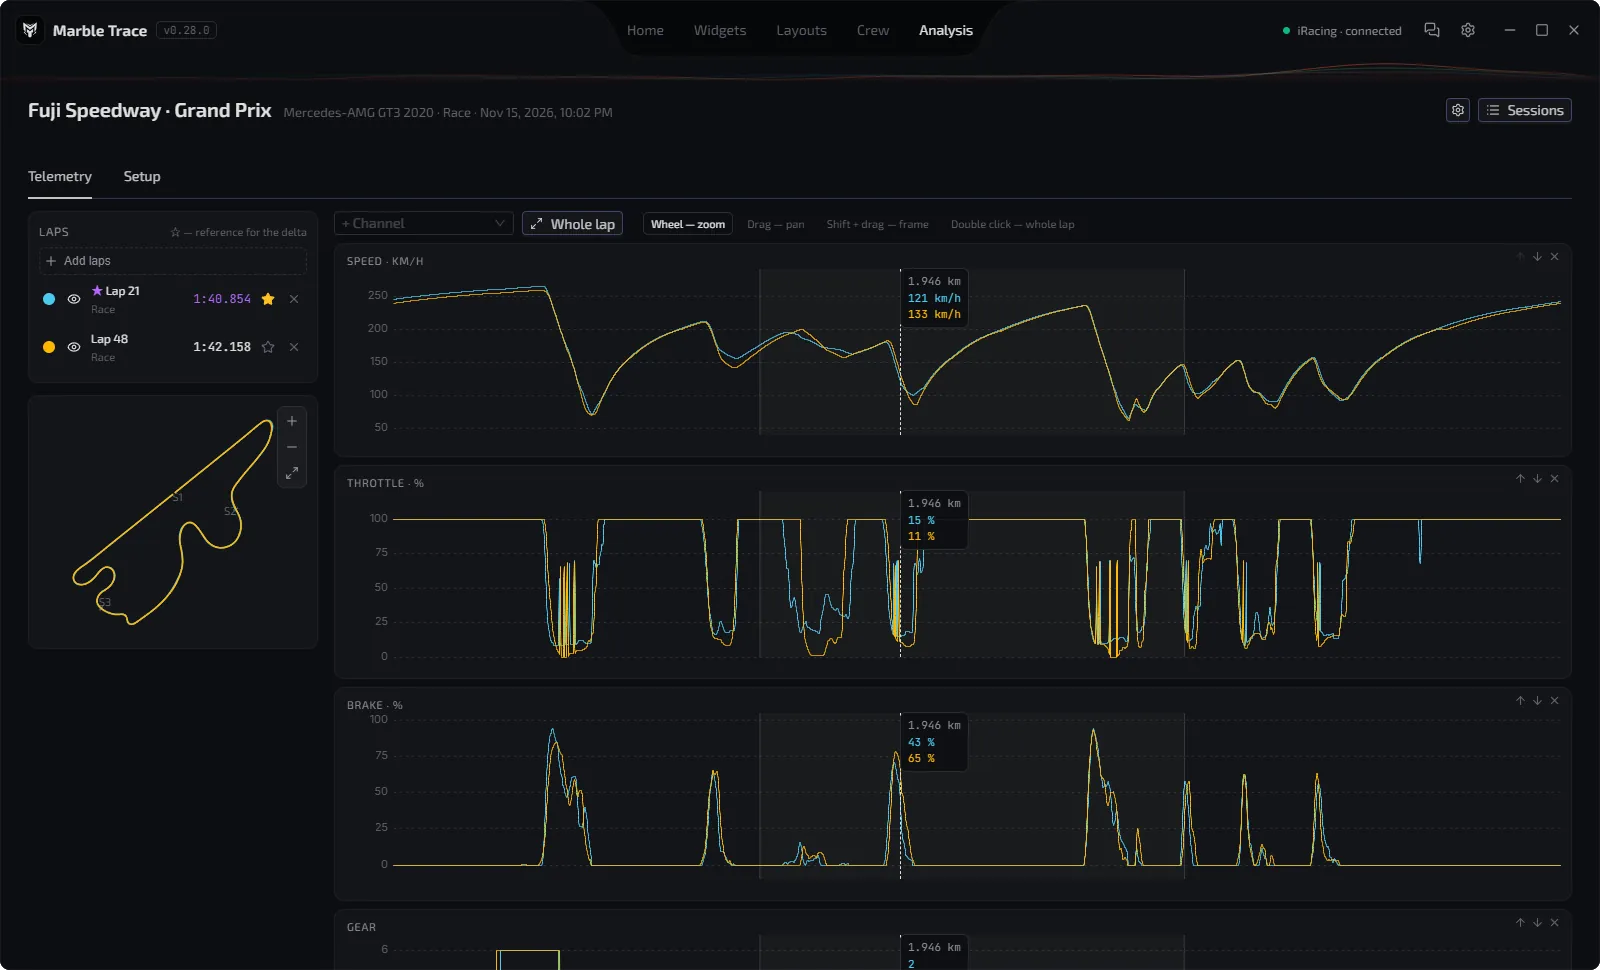 Marble Trace v0.28.0
Home Widgets Layouts Crew Analysis
iRacing · connected
Fuji Speedway · Grand Prix Mercedes-AMG GT3 2020 · Race · Nov 15, 2026, 10:02 PM
Sessions
Telemetry Setup
LAPS ☆ — reference for the delta
+ Add laps
★ Lap 21 1:40.854
Race
Lap 48 1:42.158
Race
S1
S2
S3
+ Channel Whole lap Wheel — zoom Drag — pan Shift + drag — frame Double click — whole lap
SPEED · KM/H
250
200
150
100
50
1.946 km
121 km/h
133 km/h
THROTTLE · %
100
75
50
25
0
1.946 km
15 %
11 %
BRAKE · %
100
75
50
25
0
1.946 km
43 %
65 %
GEAR
6
1.946 km
2